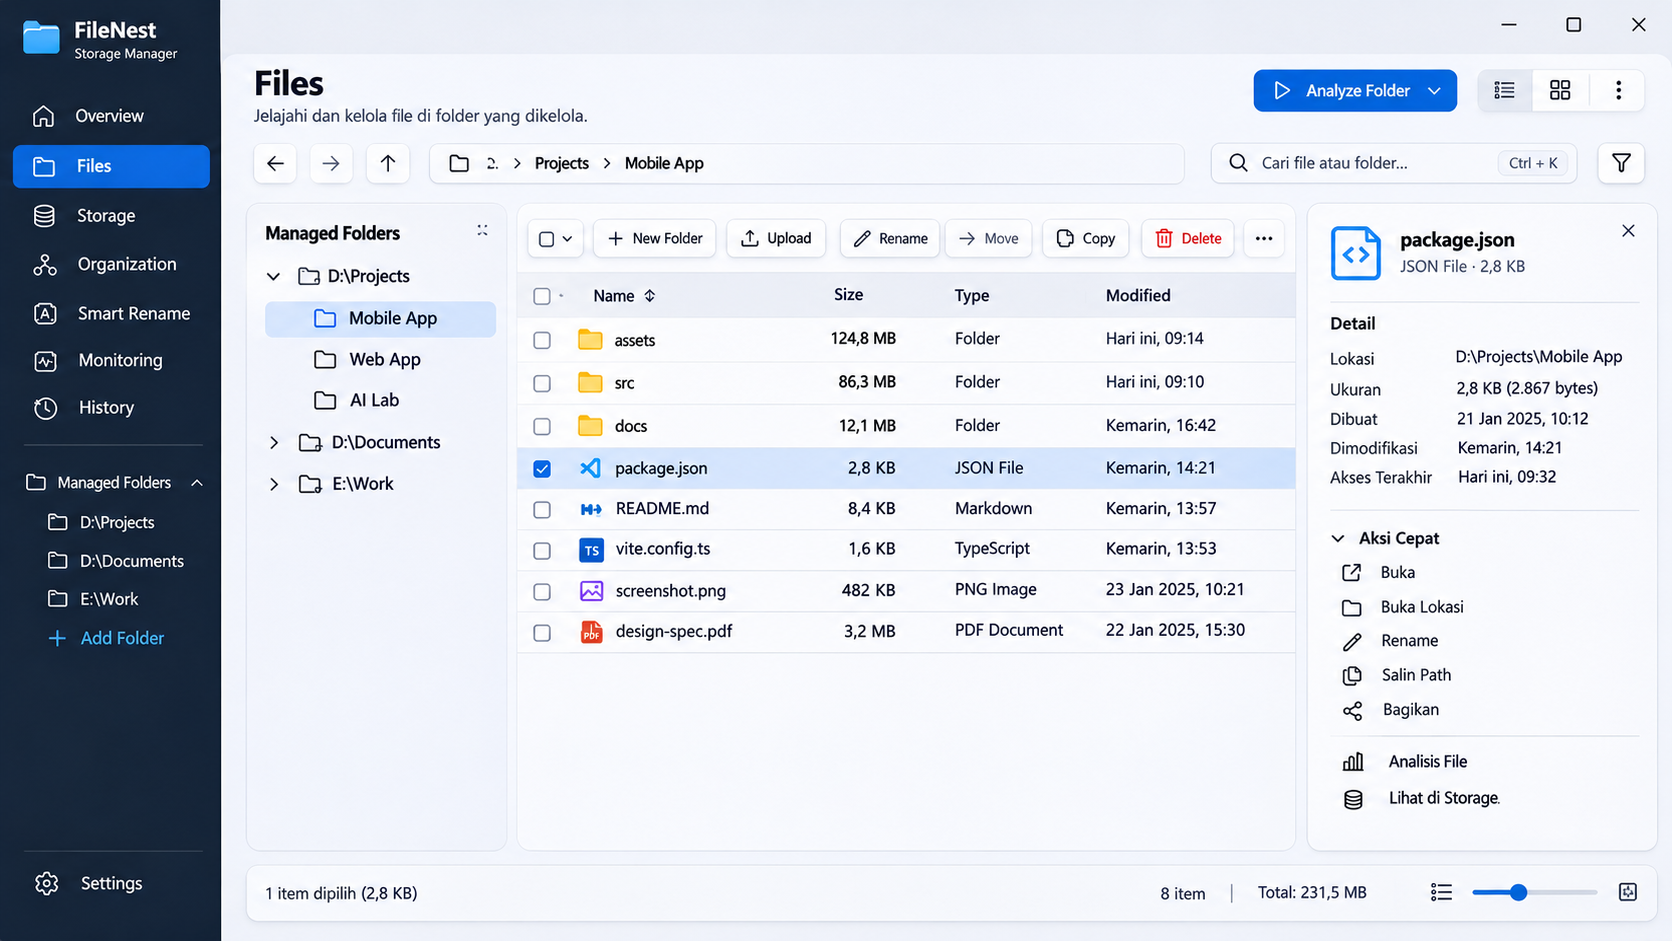 FileNest
Storage Manager
Overview
Files
Storage
Organization
Smart Rename
Monitoring
History
Managed Folders
D:\Projects
D:\Documents
E:\Work
Add Folder
Settings
Files
Jelajahi dan kelola file di folder yang dikelola.
Analyze Folder
Projects > Mobile App
Cari file atau folder... Ctrl + K
Managed Folders
D:\Projects
Mobile App
Web App
AI Lab
D:\Documents
E:\Work
New Folder Upload Rename Move Copy Delete
Name Size Type Modified
assets 124,8 MB Folder Hari ini, 09:14
src 86,3 MB Folder Hari ini, 09:10
docs 12,1 MB Folder Kemarin, 16:42
package.json 2,8 KB JSON File Kemarin, 14:21
README.md 8,4 KB Markdown Kemarin, 13:57
TS vite.config.ts 1,6 KB TypeScript Kemarin, 13:53
screenshot.png 482 KB PNG Image 23 Jan 2025, 10:21
PDF design-spec.pdf 3,2 MB PDF Document 22 Jan 2025, 15:30
package.json
JSON File · 2,8 KB
Detail
Lokasi D:\Projects\Mobile App
Ukuran 2,8 KB (2.867 bytes)
Dibuat 21 Jan 2025, 10:12
Dimodifikasi Kemarin, 14:21
Akses Terakhir Hari ini, 09:32
Aksi Cepat
Buka
Buka Lokasi
Rename
Salin Path
Bagikan
Analisis File
Lihat di Storage.
1 item dipilih (2,8 KB)
8 item | Total: 231,5 MB